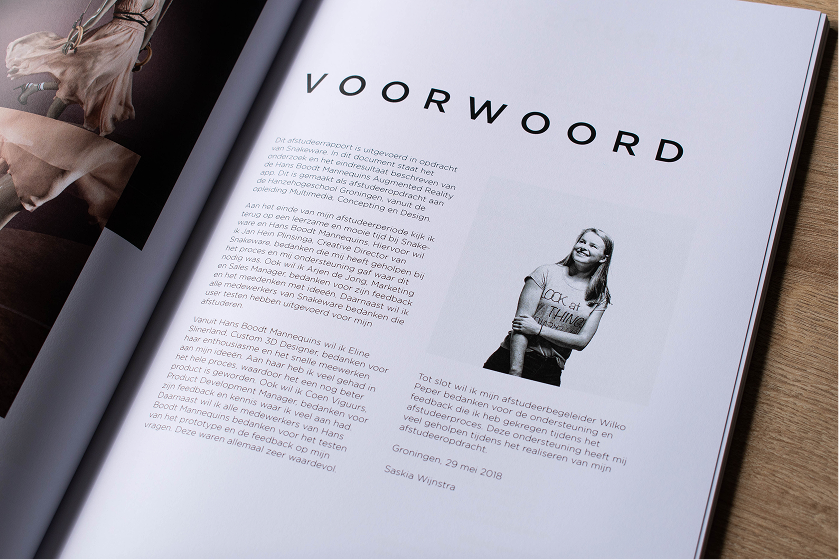 VOORWOORD
Dit afstudeerrapport is uitgevoerd in opdracht
van Snakeware. In dit document staat het
onderzoek en het eindresultaat beschreven van
de Hans Boodt Mannequins Augmented Reality
app. Dit is gemaakt als afstudeeropdracht aan
de Hanzehogeschool Groningen, vanuit de
opleiding Multimedia, Concepting en Design.
Aan het einde van mijn afstudeerperiode kijk ik
terug op een leerzame en mooie tijd bij Snake-
ware en Hans Boodt Mannequins. Hiervoor wil
ik Jan Hein Plinsinga, Creative Director van
Snakeware, bedanken die mij heeft geholpen bij
het proces en mij ondersteuning gaf waar dit
nodig was. Ook wil ik Arjen de Jong, Marketing
en Sales Manager, bedanken voor zijn feedback
en het meedenken met ideeën. Daarnaast wil ik
alle medewerkers van Snakeware bedanken die
user testen hebben uitgevoerd voor mijn
afstuderen.
Vanuit Hans Boodt Mannequins wil ik Eline
Slinerland, Custom 3D Designer, bedanken voor
haar enthousiasme en het snelle meewerken
aan mijn ideeën. Aan haar heb ik veel gehad in
het hele proces, waardoor het een nog beter
product is geworden. Ook wil ik Coen Viguurs,
Product Development Manager, bedanken voor
zijn feedback en kennis waar ik veel aan had.
Daarnaast wil ik alle medewerkers van Hans
Boodt Mannequins bedanken voor het testen
van het prototype en de feedback op mijn
vragen. Deze waren allemaal zeer waardevol.
LOOK at
THING
Tot slot wil ik mijn afstudeerbegeleider Wilko
Peper bedanken voor de ondersteuning en
feedback die ik heb gekregen tijdens het
afstudeerproces. Deze ondersteuning heeft mij
veel geholpen tijdens het realiseren van mijn
afstudeeropdracht.
Groningen, 29 mei 2018
Saskia Wijnstra